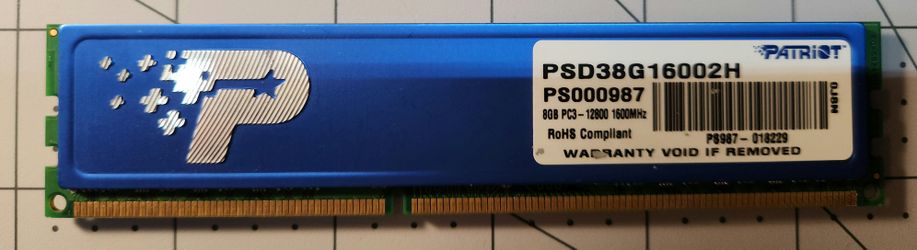 P
PATRIOT
PSD38G16002H
PS000987
8GB PC3-12800 1600MHz
RoHS Compliant
PS987-018229
WARRANTY VOID IF REMOVED